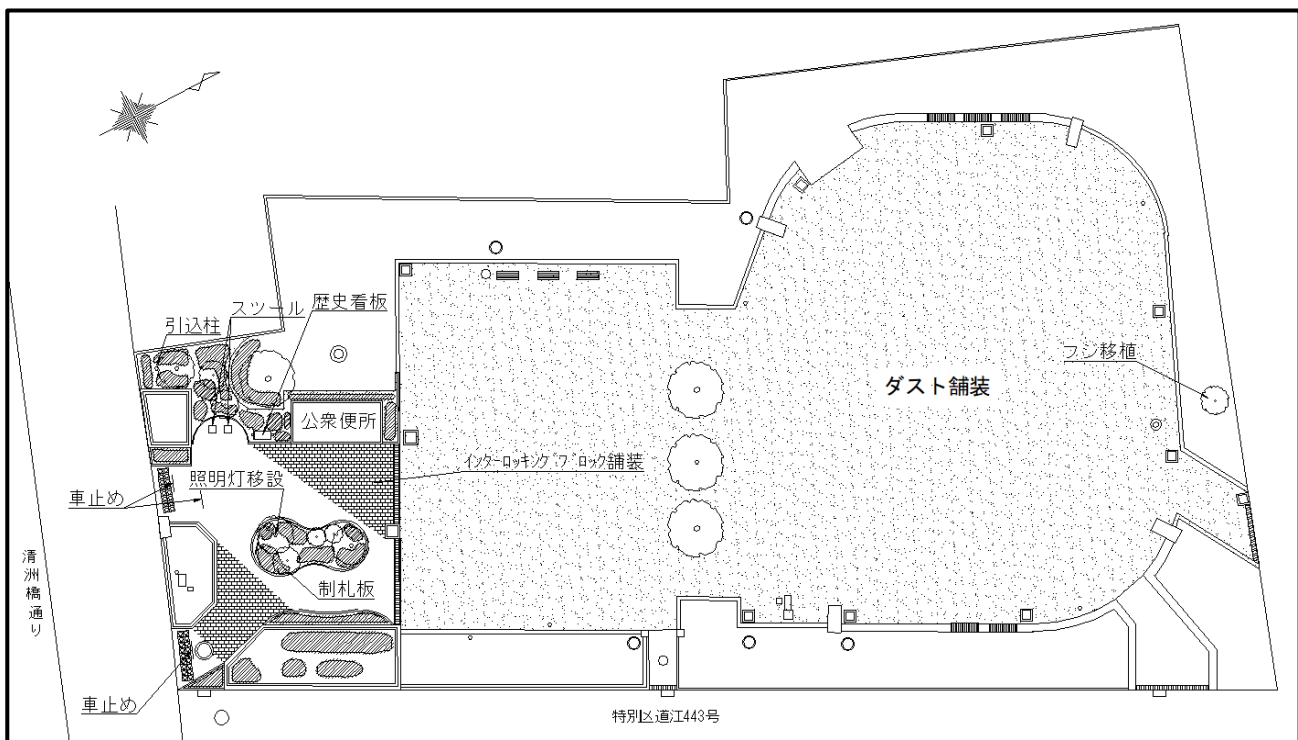 スツール
歴史看板
引込柱
フジ移植
ダスト舗装
公衆便所
インターロッキングブロック舗装
照明灯移設
車止め
制札板
清洲橋通り
車止め
特別区道江443号